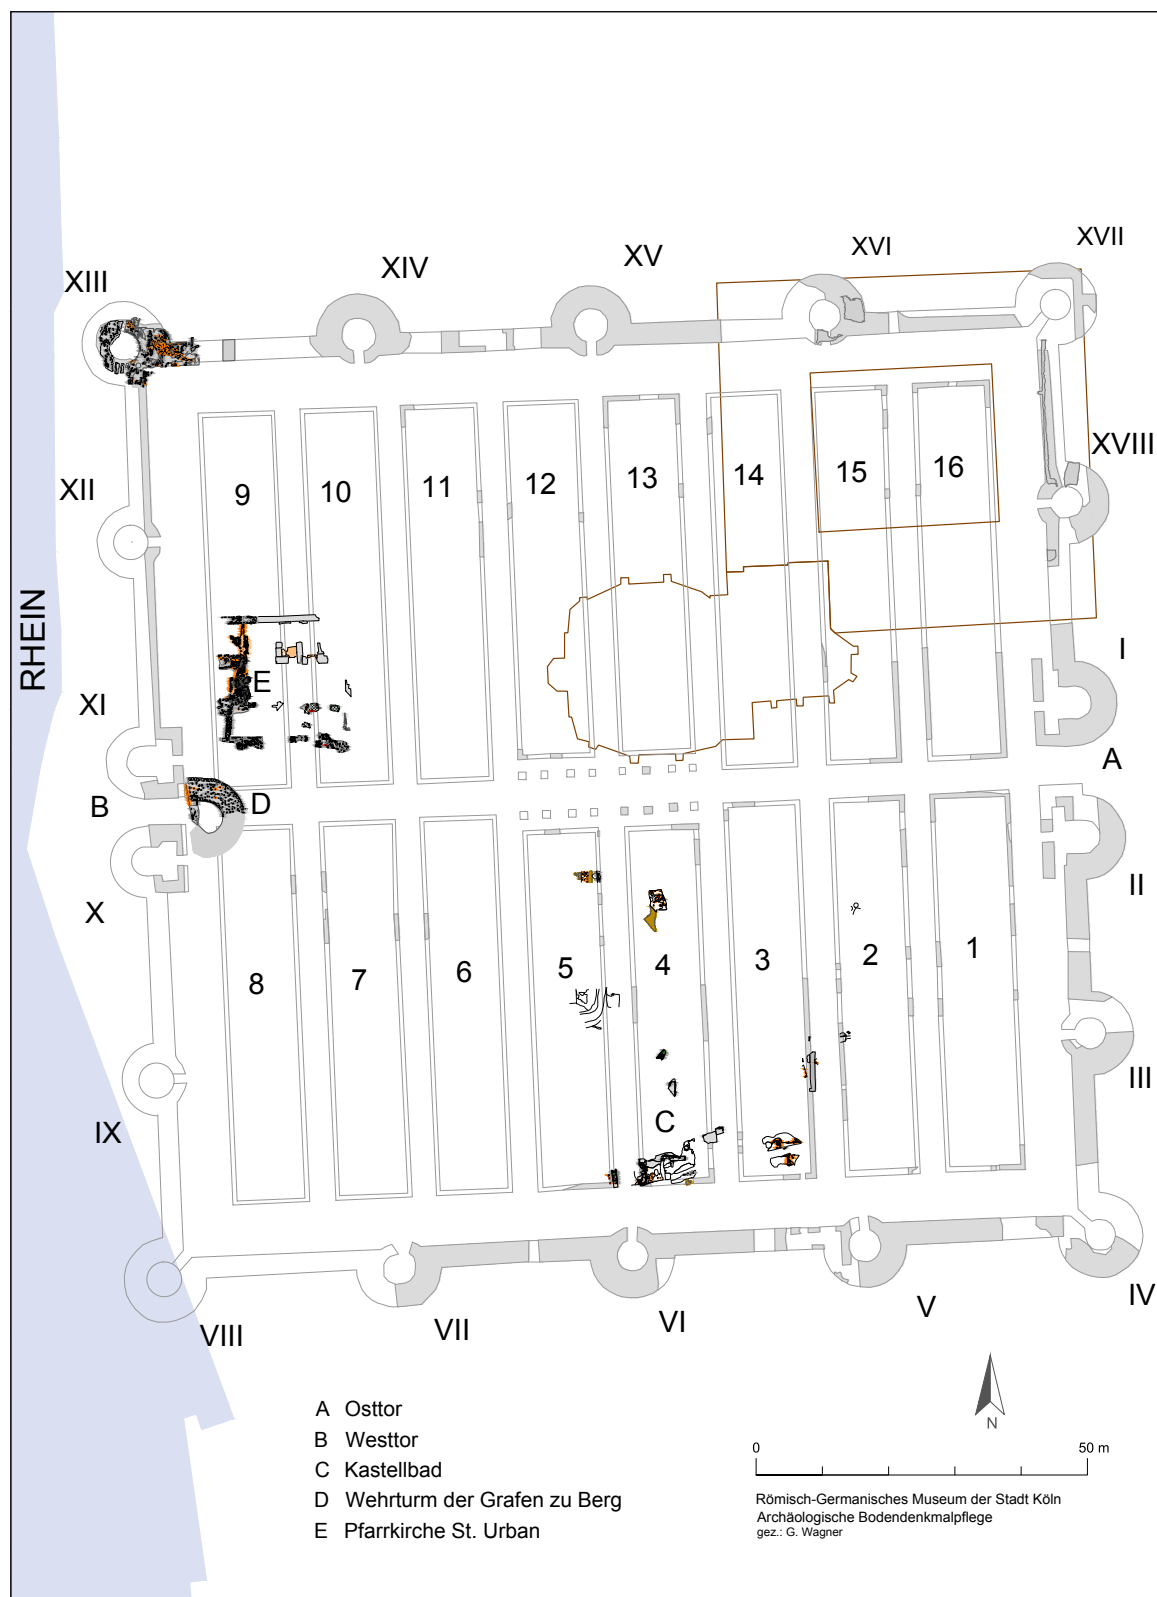 XVII
XVI
XV
XIV
XIII
XVIII
XII
9
10
11
12
13
14
15
16
RHEIN
I
E
XI
A
B
D
II
X
8
7
6
5
4
3
2
1
III
C
IX
IV
V
VI
VII
VIII
A Osttor
B Westtor
C Kastellbad
D Wehrturm der Grafen zu Berg
E Pfarrkirche St. Urban
N
0 50 m
Römisch-Germanisches Museum der Stadt Köln
Archäologische Bodendenkmalpflege
gez.: G. Wagner